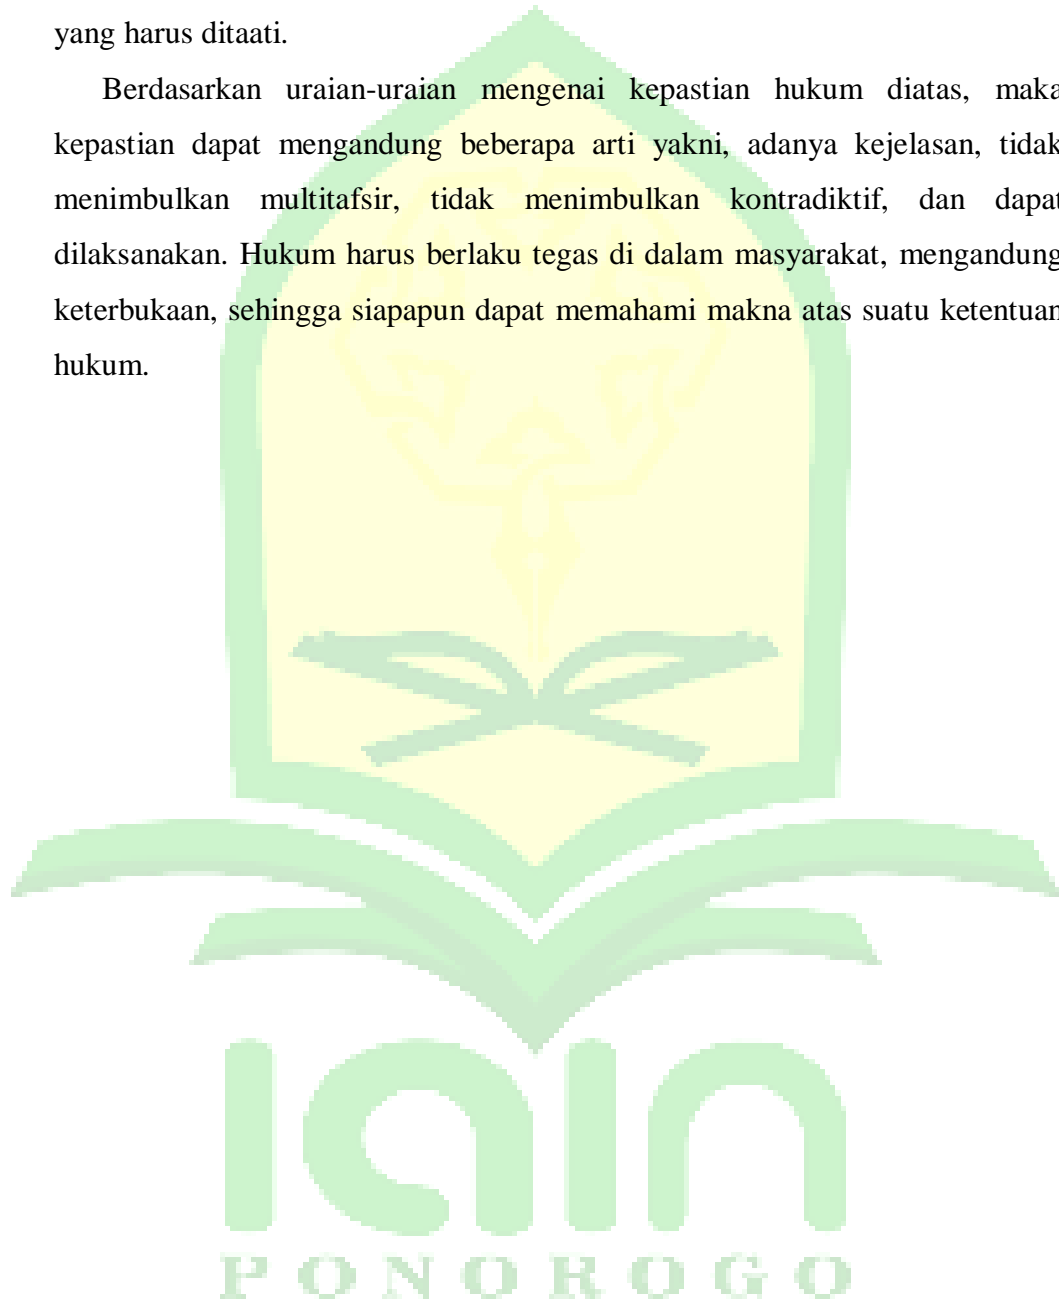 yang harus ditaati.
Berdasarkan uraian-uraian mengenai kepastian hukum diatas, maka
kepastian dapat mengandung beberapa arti yakni, adanya kejelasan, tidak
menimbulkan multitafsir, tidak menimbulkan kontradiktif, dan dapat
dilaksanakan. Hukum harus berlaku tegas di dalam masyarakat, mengandung
keterbukaan, sehingga siapapun dapat memahami makna atas suatu ketentuan
hukum.
iain
PONOROGO